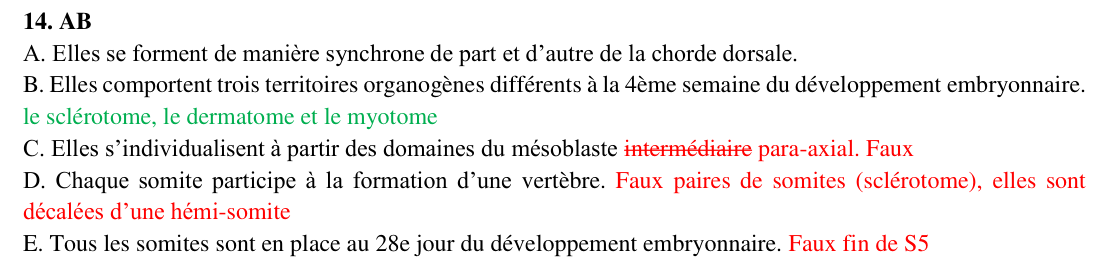 14. AB
A. Elles se forment de manière synchrone de part et d'autre de la chorde dorsale.
B. Elles comportent trois territoires organogènes différents à la 4ème semaine du développement embryonnaire.
le sclérotome, le dermatome et le myotome
C. Elles s'individualisent à partir des domaines du mésoblaste intermédiaire para-axial. Faux
D. Chaque somite participe à la formation d'une vertèbre. Faux paires de somites (sclérotome), elles sont
décalées d'une hémi-somite
E. Tous les somites sont en place au 28e jour du développement embryonnaire. Faux fin de S5